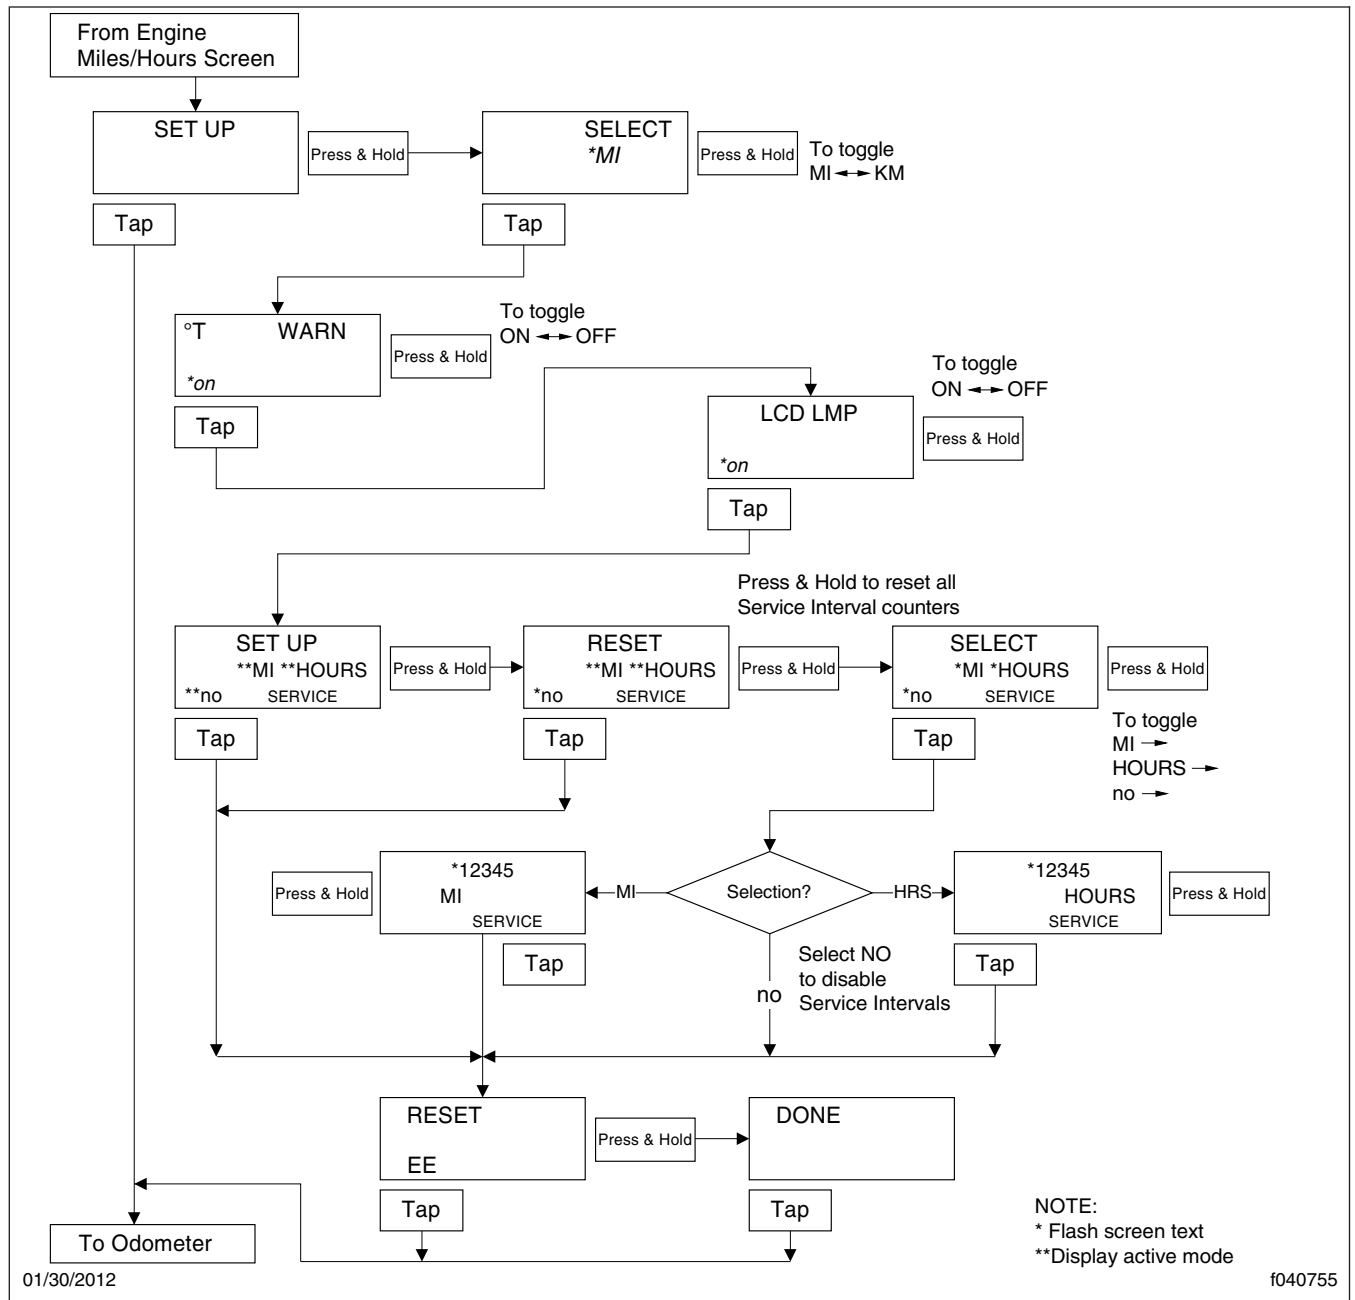 From Engine
Miles/Hours Screen
SET UP
Press & Hold
SELECT
*MI
Press & Hold
To toggle
MI ◄─► KM
Tap
Tap
°T WARN
*on
Press & Hold
To toggle
ON ◄─► OFF
Tap
LCD LMP
*on
To toggle
ON ◄─► OFF
Press & Hold
Tap
Press & Hold to reset all
Service Interval counters
SET UP
**MI **HOURS
**no SERVICE
Press & Hold
RESET
**MI **HOURS
*no SERVICE
Press & Hold
SELECT
*MI *HOURS
*no SERVICE
Press & Hold
To toggle
MI ─►
HOURS ─►
no ─►
Tap
Tap
Tap
Press & Hold
*12345
MI
SERVICE
MI
Selection?
HRS
*12345
HOURS
SERVICE
Press & Hold
Tap
no
Select NO
to disable
Service Intervals
Tap
RESET
EE
Press & Hold
DONE
Tap
Tap
To Odometer
NOTE:
* Flash screen text
**Display active mode
01/30/2012
f040755